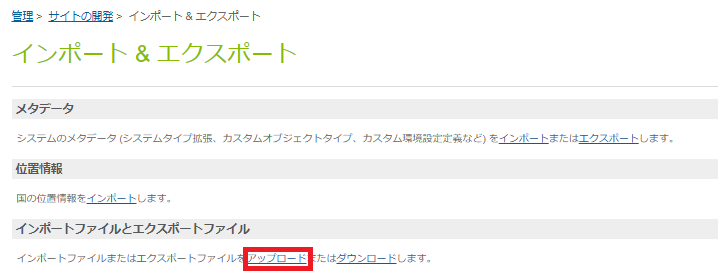 管理 > サイトの開発 > インポート & エクスポート
インポート & エクスポート
メタデータ
システムのメタデータ (システムタイプ拡張、カスタムオブジェクトタイプ、カスタム環境設定定義など) をインポートまたはエクスポートします。
位置情報
国の位置情報をインポートします。
インポートファイルとエクスポートファイル
インポートファイルまたはエクスポートファイルをアップロードまたはダウンロードします。